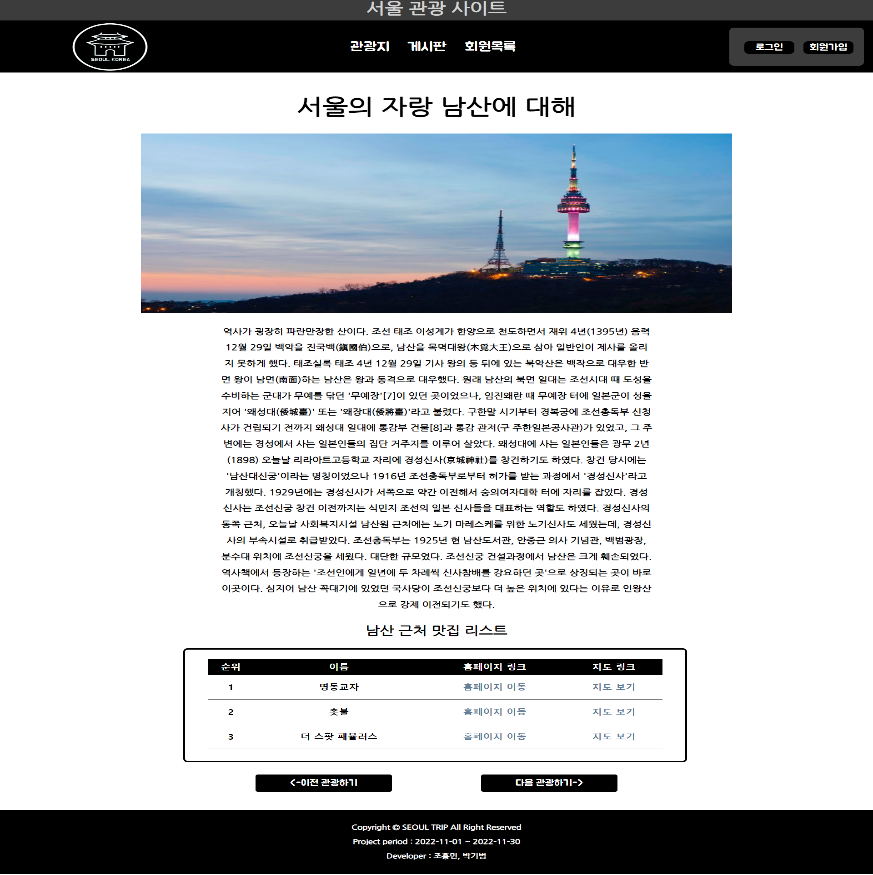 서울 관광 사이트
SEOUL KOREA
관광지 게시판 회원목록
로그인 회원가입
서울의 자랑 남산에 대해
역사가 굉장히 파란만장한 산이다. 조선 태조 이성계가 한양으로 천도하면서 재위 4년(1395년) 음력
12월 29일 백악을 진국백(鎭國伯)으로, 남산을 목멱대왕(木覓大王)으로 삼아 일반인이 제사를 올리
지 못하게 했다. 태조실록 태조 4년 12월 29일 기사 왕의 등 뒤에 있는 북악산은 백작으로 대우한 반
면 왕이 남면(南面)하는 남산은 왕과 동격으로 대우했다. 원래 남산의 북면 일대는 조선시대 때 도성을
수비하는 군대가 무예를 닦던 '무예장'[7]이 있던 곳이었으나, 임진왜란 때 무예장 터에 일본군이 성을
지어 '왜성대(倭城臺)' 또는 '왜장대(倭將臺)'라고 불렸다. 구한말 시기부터 경복궁에 조선총독부 신청
사가 건립되기 전까지 왜성대 일대에 통감부 건물[8]과 통감 관저(구 주한일본공사관)가 있었고, 그 주
변에는 경성에서 사는 일본인들의 집단 거주지를 이루어 살았다. 왜성대에 사는 일본인들은 광무 2년
(1898) 오늘날 리라아트고등학교 자리에 경성신사(京城神社)를 창건하기도 하였다. 창건 당시에는
'남산대신궁'이라는 명칭이었으나 1916년 조선총독부로부터 허가를 받는 과정에서 '경성신사'라고
개칭했다. 1929년에는 경성신사가 서쪽으로 약간 이전해서 숭의여자대학 터에 자리를 잡았다. 경성
신사는 조선신궁 창건 이전까지는 식민지 조선의 일본 신사들을 대표하는 역할도 하였다. 경성신사의
동쪽 근처, 오늘날 사회복지시설 남산원 근처에는 노기 마레스케를 위한 노기신사도 세웠는데, 경성신
사의 부속시설로 취급받았다. 조선총독부는 1925년 현 남산도서관, 안중근 의사 기념관, 백범광장,
분수대 위치에 조선신궁을 세웠다. 대단한 규모였다. 조선신궁 건설과정에서 남산은 크게 훼손되었다.
역사책에서 등장하는 '조선인에게 일년에 두 차례씩 신사참배를 강요하던 곳'으로 상징되는 곳이 바로
이곳이다. 심지어 남산 꼭대기에 있었던 국사당이 조선신궁보다 더 높은 위치에 있다는 이유로 인왕산
으로 강제 이전되기도 했다.
남산 근처 맛집 리스트
순위 이름 홈페이지 링크 지도 링크
1 명동교자 홈페이지 이동 지도 보기
2 촛불 홈페이지 이동 지도 보기
3 더 스팟 패뷸러스 홈페이지 이동 지도 보기
<-이전 관광하기 다음 관광하기->
Copyright © SEOUL TRIP All Right Reserved
Project period : 2022-11-01 ~ 2022-11-30
Developer : 조흥민, 박기범